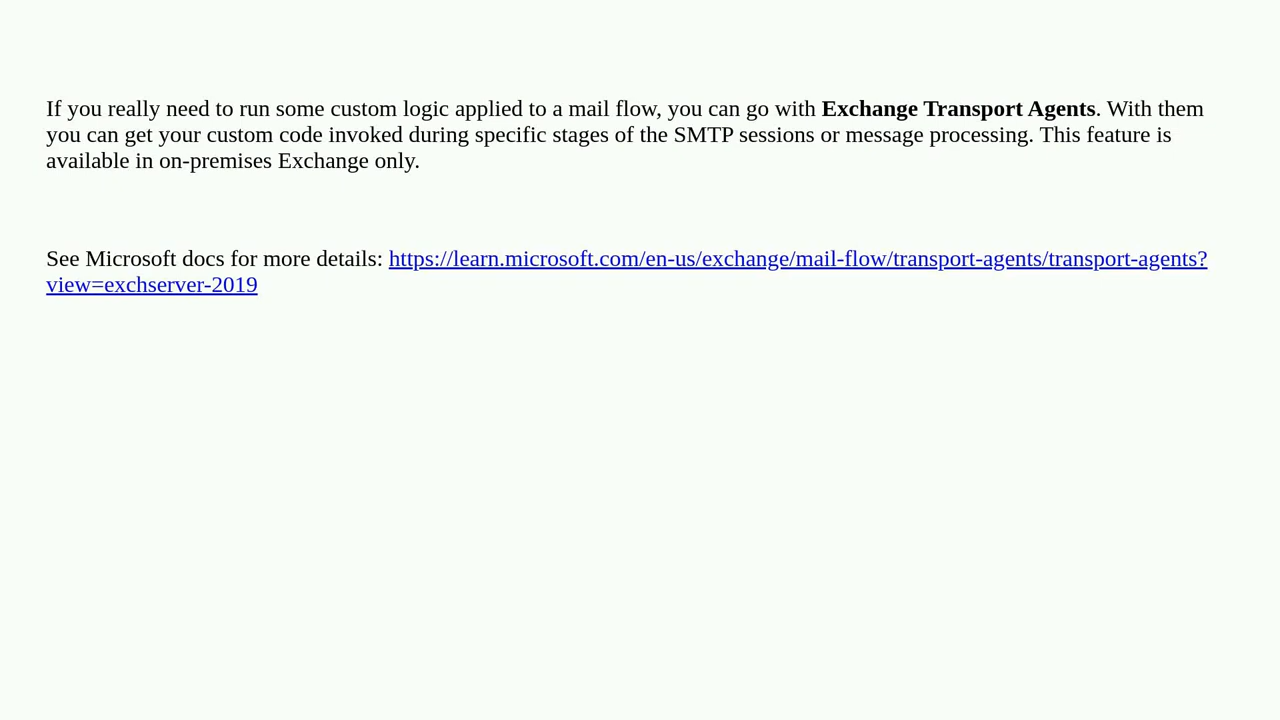 If you really need to run some custom logic applied to a mail flow, you can go with Exchange Transport Agents. With them
you can get your custom code invoked during specific stages of the SMTP sessions or message processing. This feature is
available in on-premises Exchange only.
See Microsoft docs for more details: https://learn.microsoft.com/en-us/exchange/mail-flow/transport-agents/transport-agents?
view=exchserver-2019